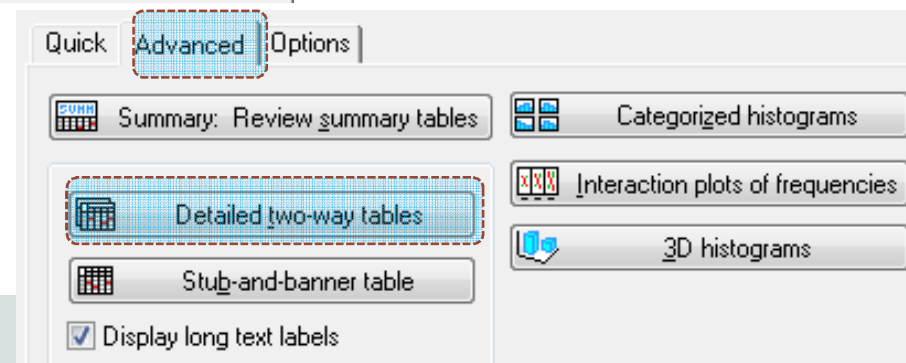 Quick Advanced Options
Summary: Review summary tables
Detailed two-way tables
Stub-and-banner table
Display long text labels
Categorized histograms
Interaction plots of frequencies
3D histograms